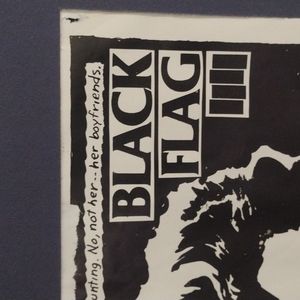 BLACK
FLAG
unting. No, not her -- her boyfriends.